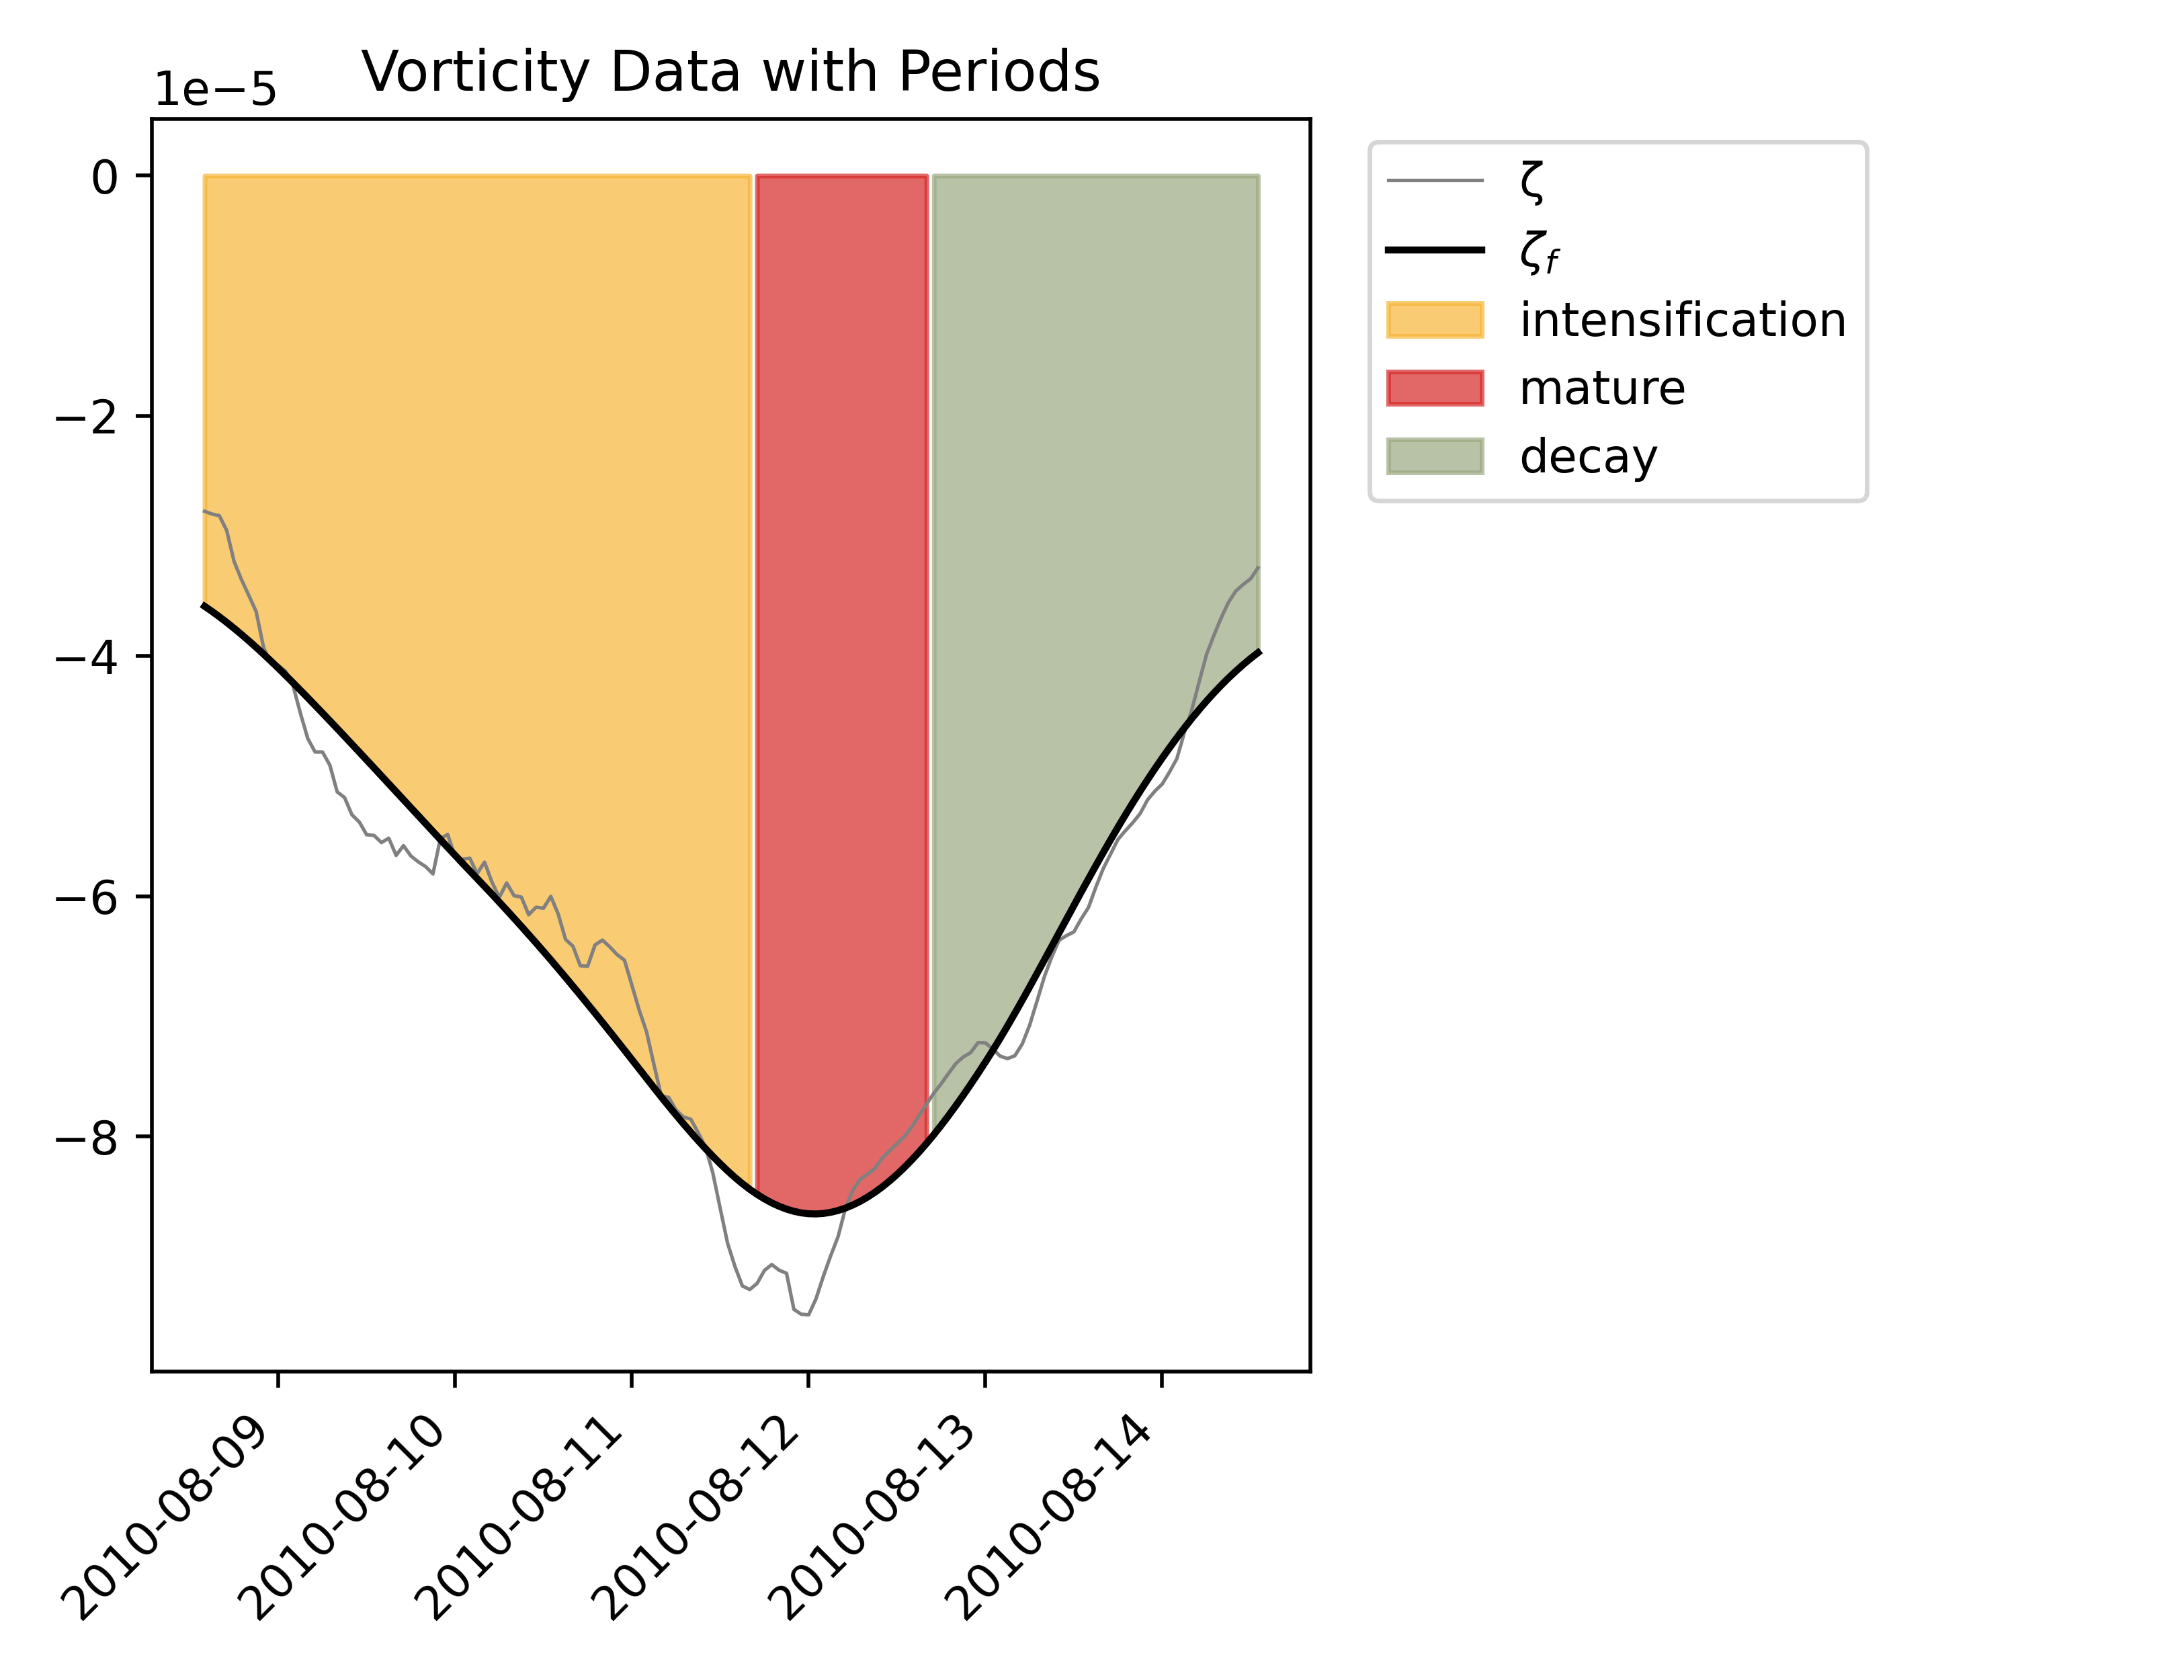 Vorticity Data with Periods
1e−5
0
−2
−4
−6
−8
2010-08-09
2010-08-10
2010-08-11
2010-08-12
2010-08-13
2010-08-14
ζ
ζf
intensification
mature
decay